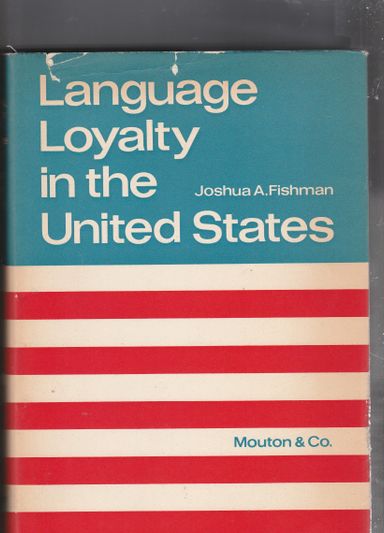 Language
Loyalty
in the Joshua A. Fishman
United States
Mouton & Co.